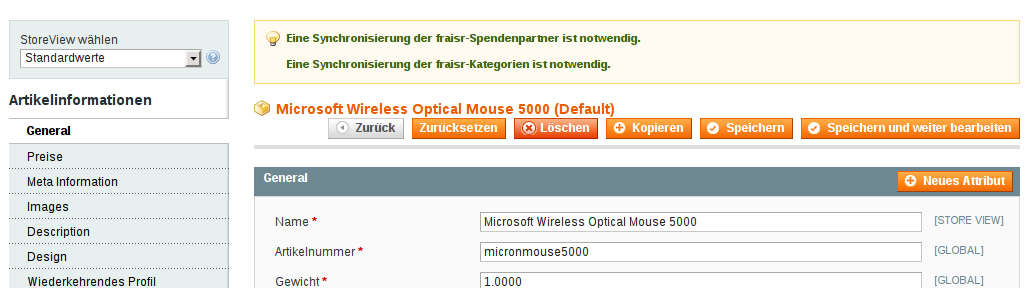 StoreView wählen
Standardwerte
Artikelinformationen
General
Preise
Meta Information
Images
Description
Design
Wiederkehrendes Profil
Eine Synchronisierung der fraisr-Spendenpartner ist notwendig.
Eine Synchronisierung der fraisr-Kategorien ist notwendig.
Microsoft Wireless Optical Mouse 5000 (Default)
Zurück Zurücksetzen Löschen Kopieren Speichern Speichern und weiter bearbeiten
General Neues Attribut
Name * Microsoft Wireless Optical Mouse 5000 [STORE VIEW]
Artikelnummer * micronmouse5000 [GLOBAL]
Gewicht * 1.0000 [GLOBAL]